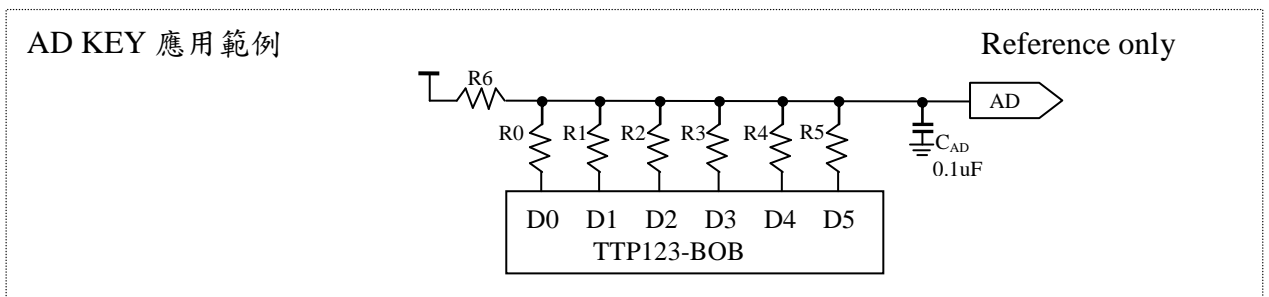 AD KEY 應用範例 Reference only
R6
AD
R0 R1 R2 R3 R4 R5
C_AD
0.1uF
D0 D1 D2 D3 D4 D5
TTP123-BOB